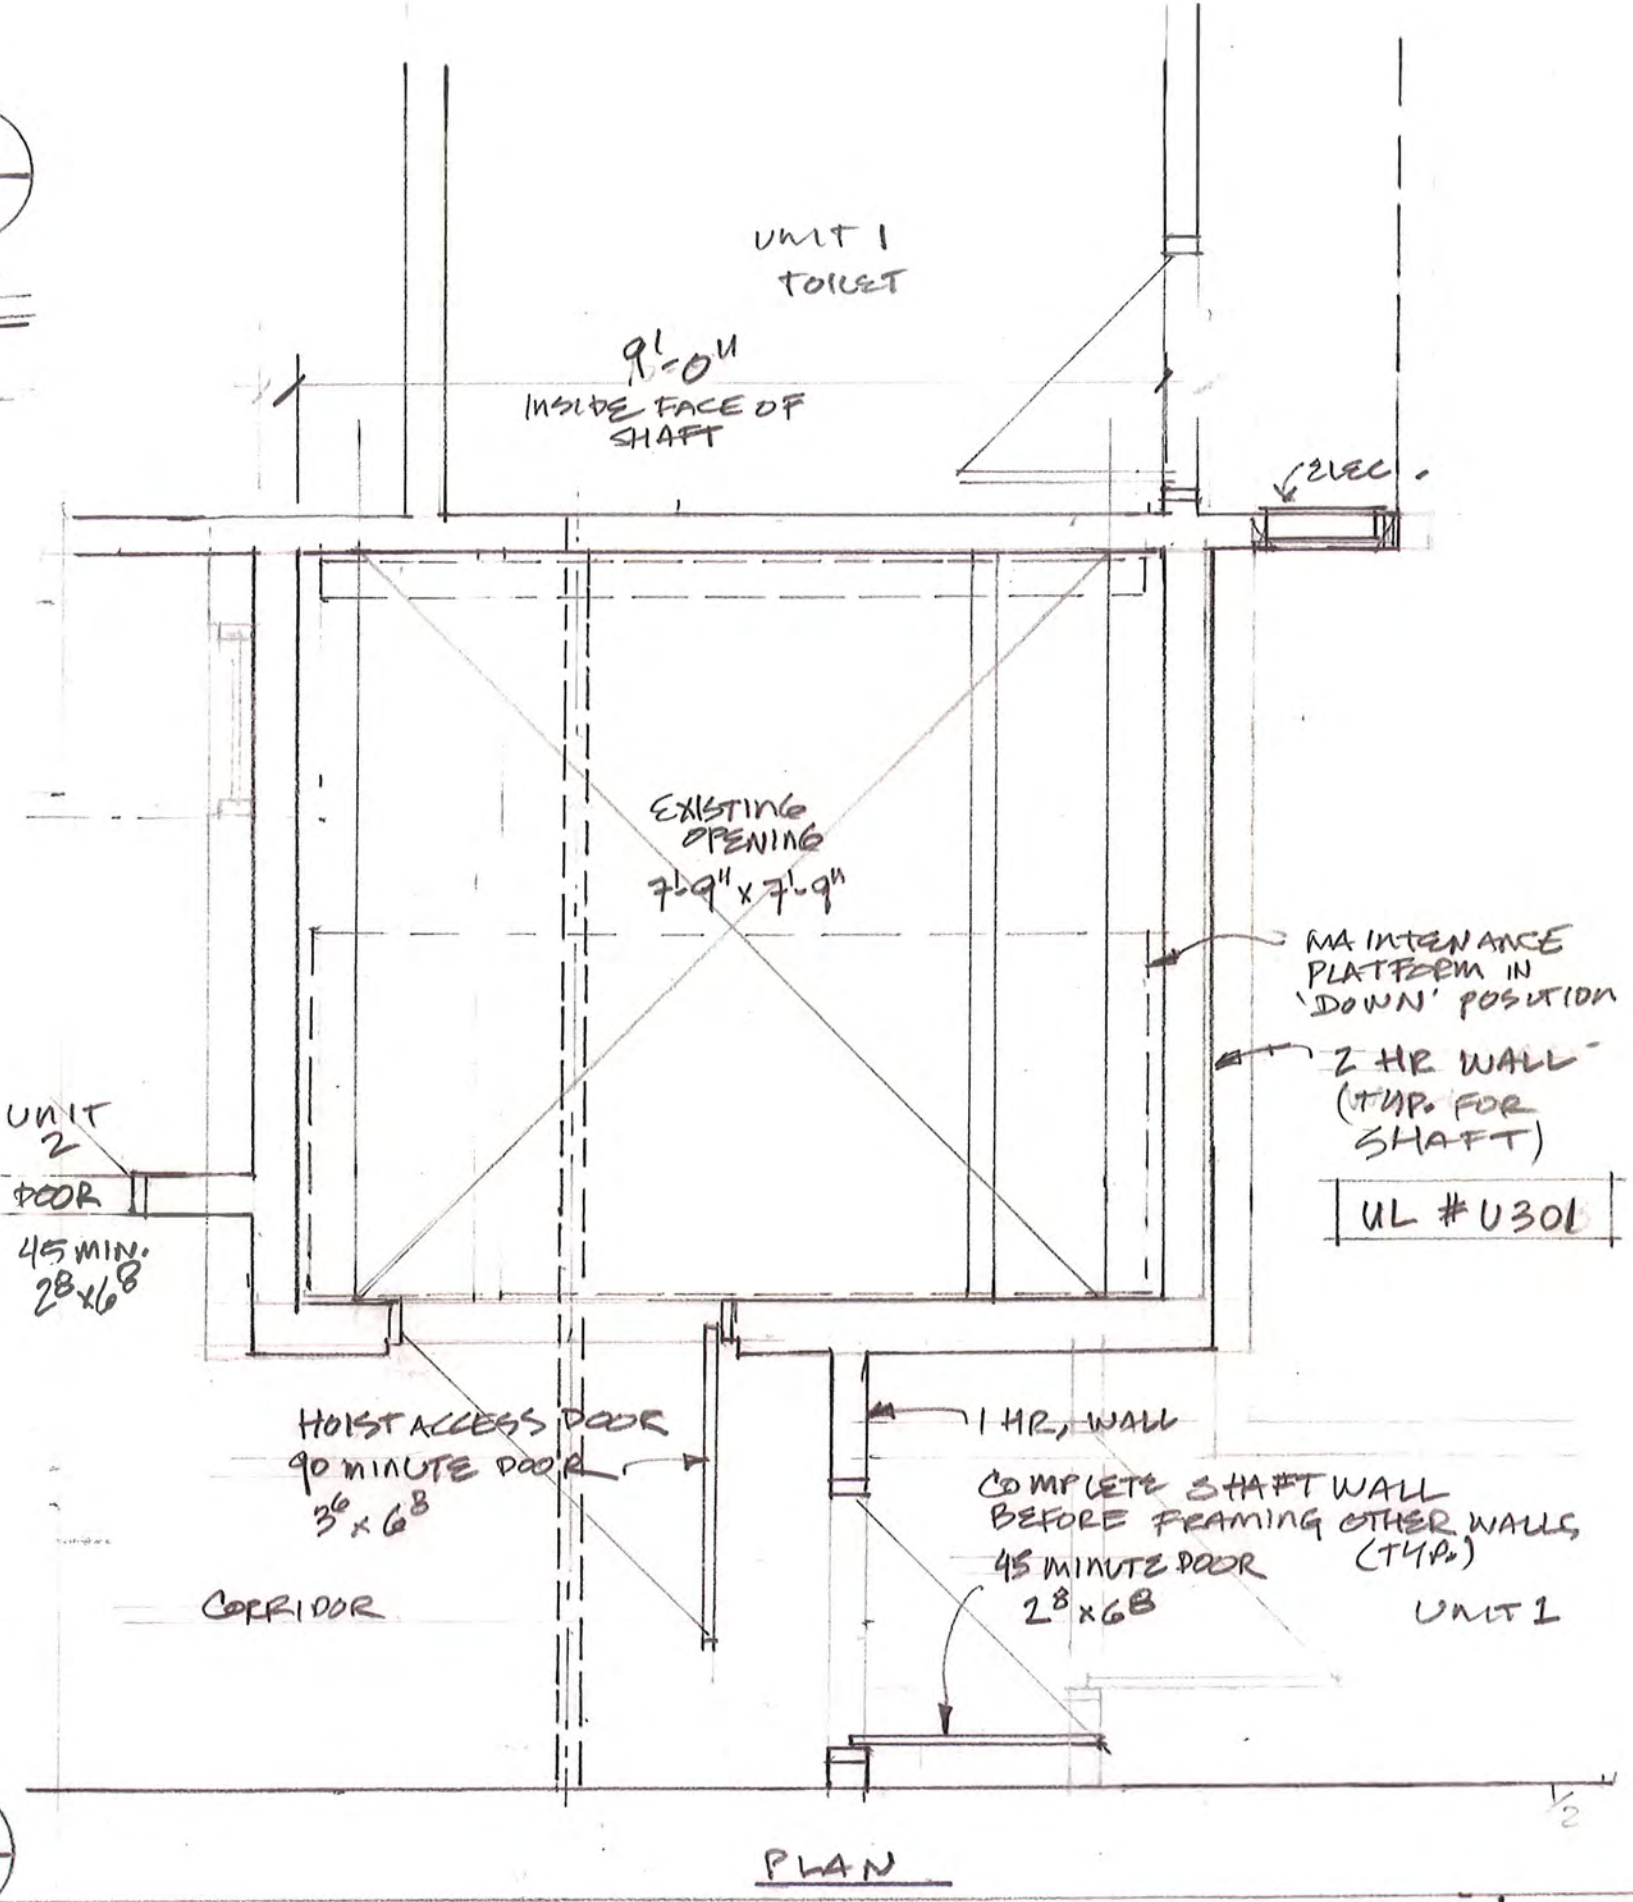 UNIT 1
TOILET
9'-0"
INSIDE FACE OF
SHAFT
ELEC.
EXISTING
OPENING
7'-9" x 7'-9"
MAINTENANCE
PLATFORM IN
'DOWN' POSITION
2 HR WALL
(TYP. FOR
SHAFT)
UL # U301
UNIT
2
DOOR
45 MIN.
2⁸ x 6⁸
HOIST ACCESS DOOR
90 MINUTE DOOR
3⁶ x 6⁸
1 HR, WALL
COMPLETE SHAFT WALL
BEFORE FRAMING OTHER WALLS
(TYP.)
45 MINUTE DOOR
2⁸ x 6⁸
CORRIDOR
UNIT 1
1/2
PLAN